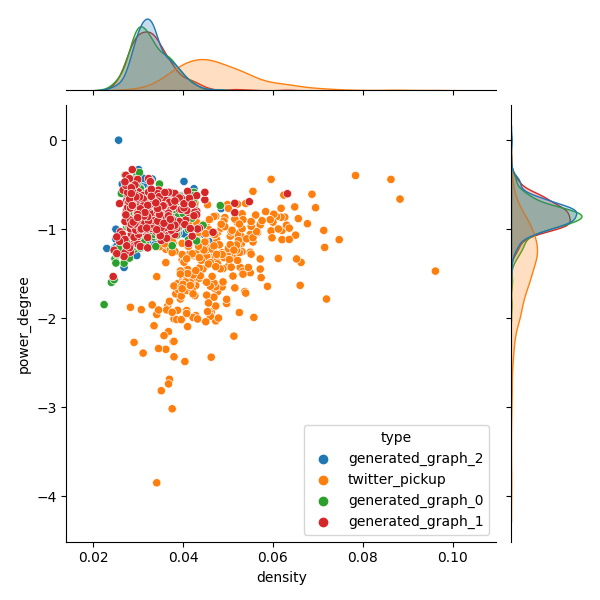 0
−1
−2
−3
−4
power_degree
0.02 0.04 0.06 0.08 0.10
density
type
generated_graph_2
twitter_pickup
generated_graph_0
generated_graph_1